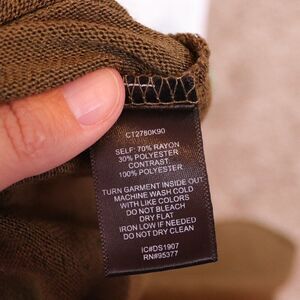 CT2780K90
SELF: 70% RAYON
30% POLYESTER
CONTRAST:
100% POLYESTER
TURN GARMENT INSIDE OUT
MACHINE WASH COLD
WITH LIKE COLORS
DO NOT BLEACH
DRY FLAT
IRON LOW IF NEEDED
DO NOT DRY CLEAN
IC#DS1907
RN#95377